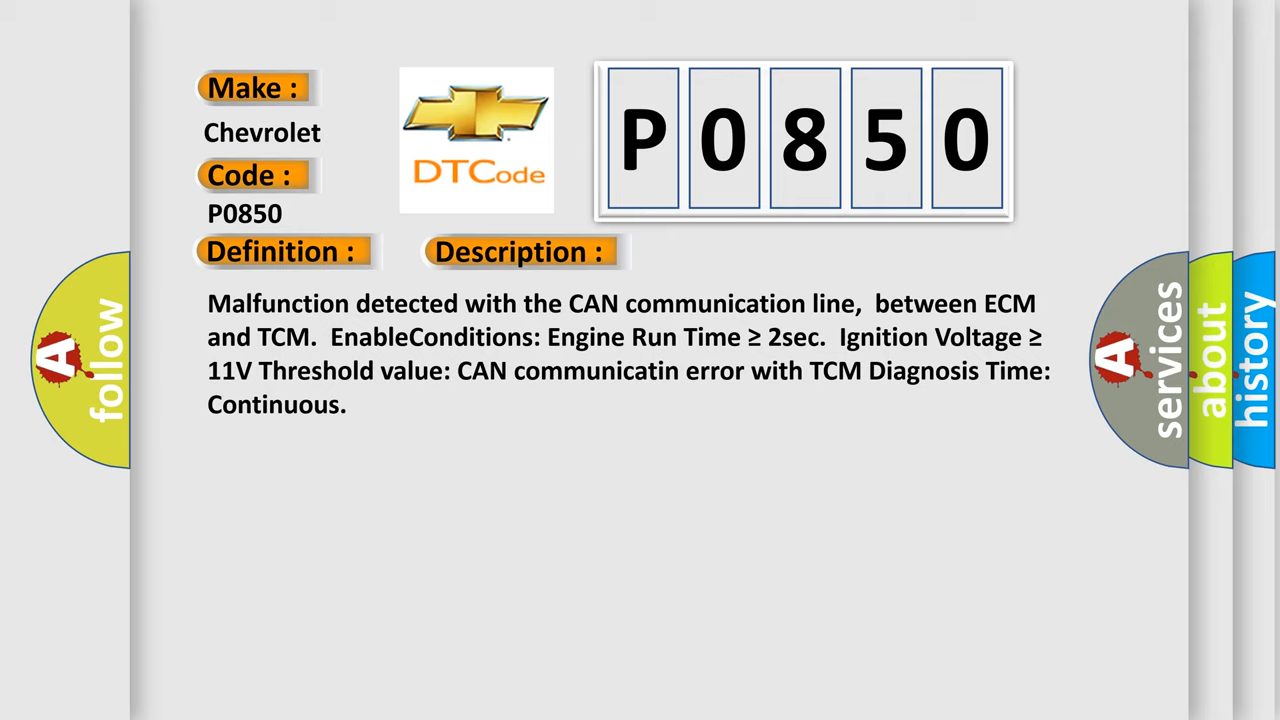 Make :
Chevrolet
Code :
P0850
Definition :
Description :
DTCode
P0850
Malfunction detected with the CAN communication line,  between ECM
and TCM.  EnableConditions: Engine Run Time ≥ 2sec.  Ignition Voltage ≥
11V Threshold value: CAN communicatin error with TCM Diagnosis Time:
Continuous.
A
follow
A
services
about
history